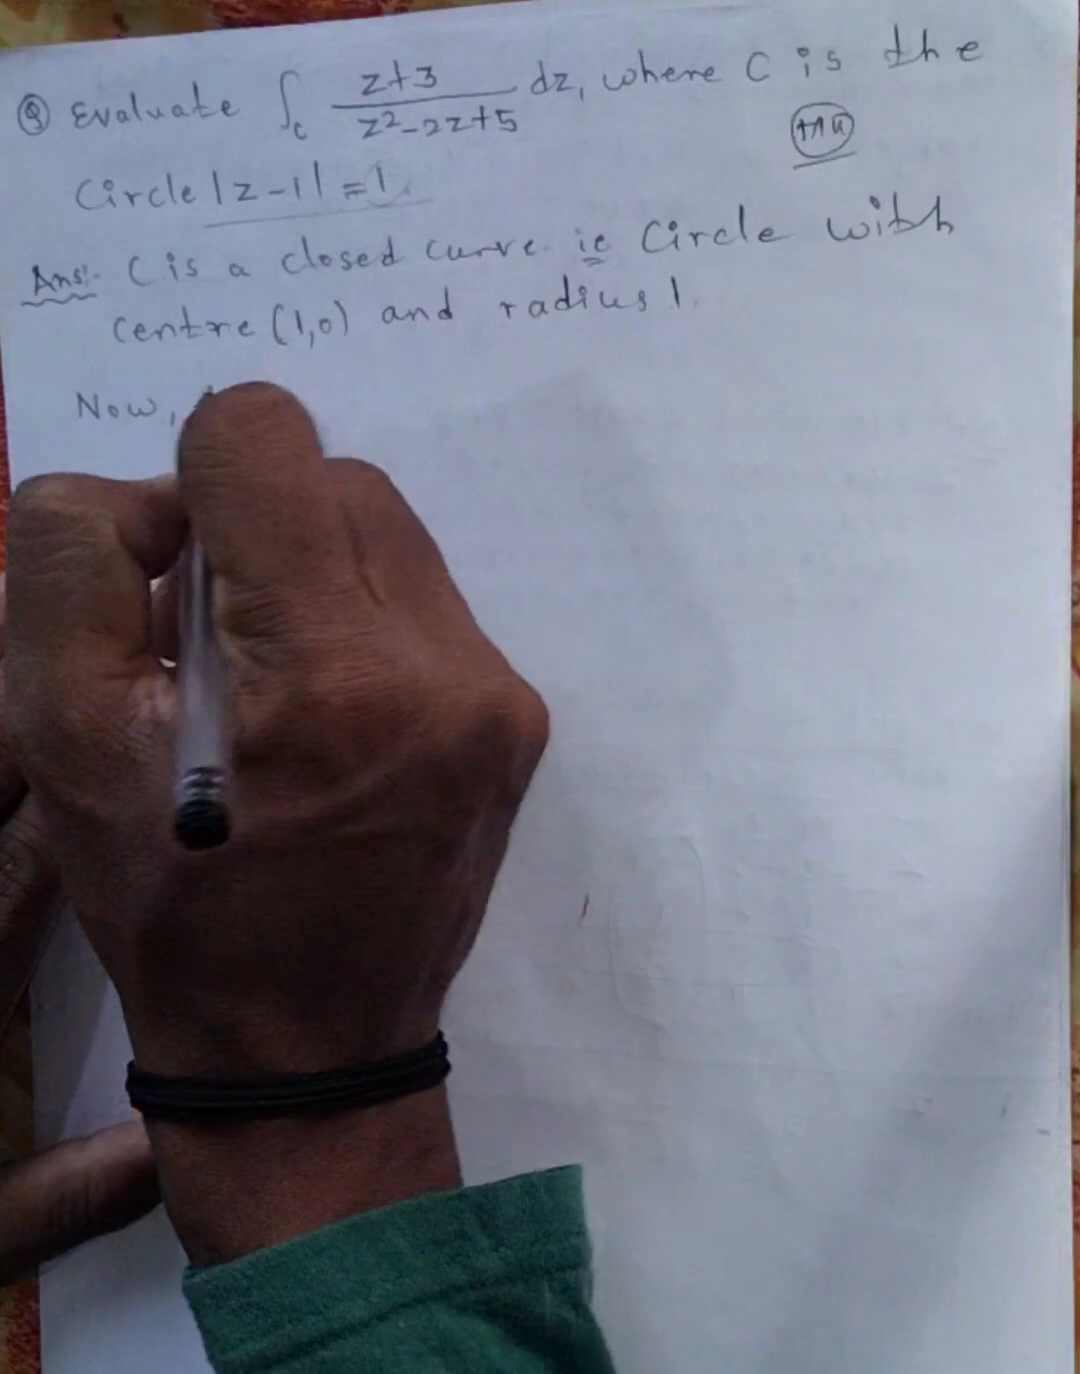 Q Evaluate ∫c z+3 / z²-2z+5 dz, where C is the
Circle |z-1|=1
Ans:- C is a closed curve ie Circle with
Centre (1,0) and radius 1.
Now,